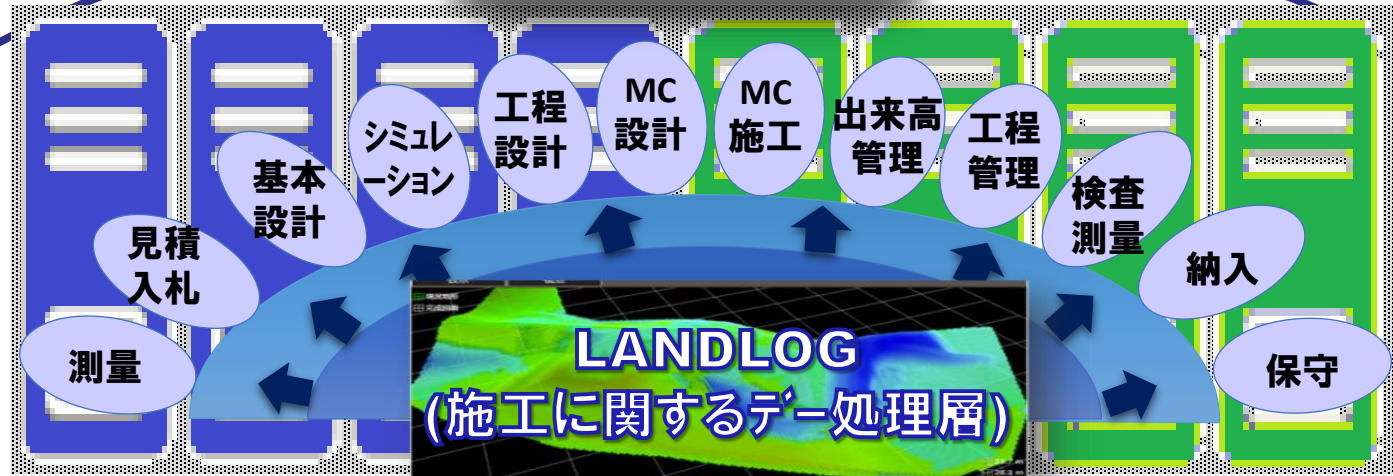 測量
見積
入札
基本
設計
シミュレ
ーション
工程
設計
MC
設計
MC
施工
出来高
管理
工程
管理
検査
測量
納入
保守
LANDLOG
(施工に関するデー処理層)